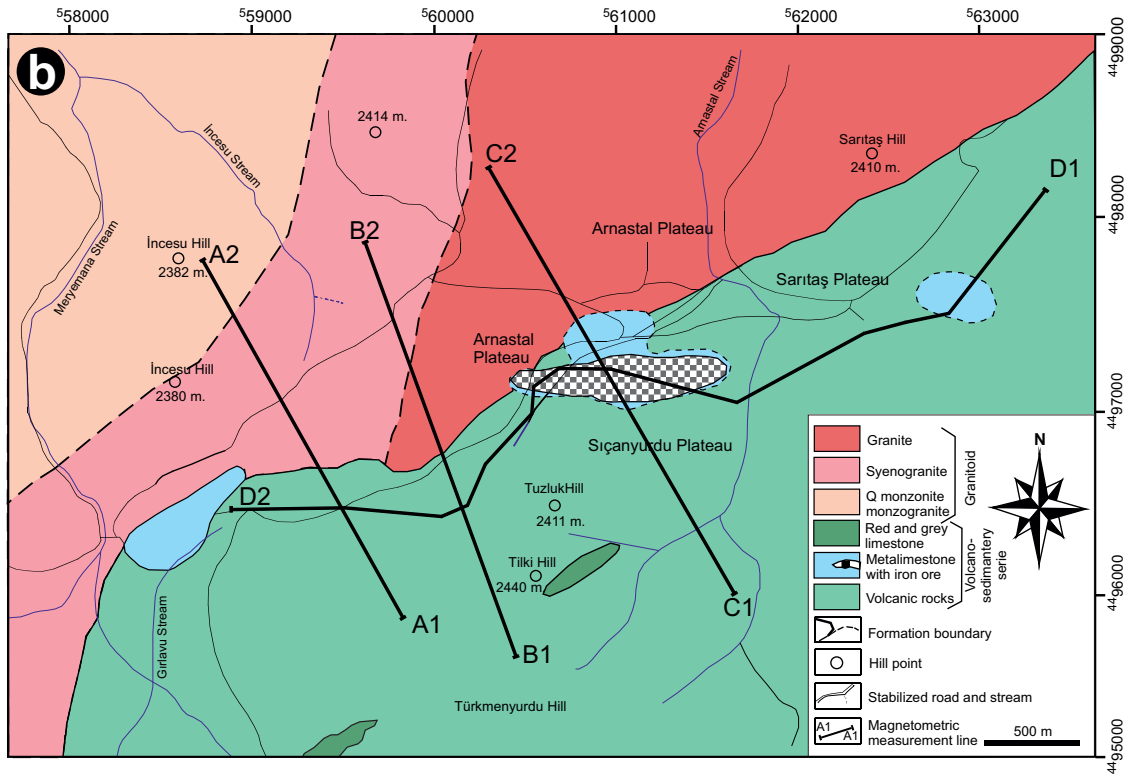 5558000 559000 560000 561000 562000 563000
b
4499000
4498000
4497000
4496000
4495000
2414 m.
İncesu Stream
Meryemana Stream
Arnastal Stream
Sarıtaş Hill
2410 m.
C2
D1
B2
Arnastal Plateau
İncesu Hill
2382 m.
A2
Sarıtaş Plateau
Arnastal
Plateau
İncesu Hill
2380 m.
Sıçanyurdu Plateau
D2
TuzlukHill
2411 m.
Tilki Hill
2440 m
C1
A1
B1
Gırlavu Stream
Türkmenyurdu Hill
Granite
Syenogranite
Q monzonite
monzogranite
Granitoid
Red and grey
limestone
Metalimestone
with iron ore
Volcanic rocks
Volcano-
sedimantery
serie
Formation boundary
Hill point
Stabilized road and stream
A1 A1
Magnetometric
measurement line
N
500 m